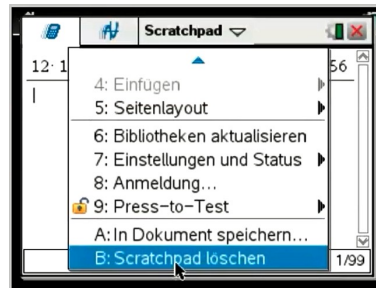 Scratchpad
12·1 56
4: Einfügen
5: Seitenlayout
6: Bibliotheken aktualisieren
7: Einstellungen und Status
8: Anmeldung...
9: Press-to-Test
A: In Dokument speichern...
B: Scratchpad löschen
1/99